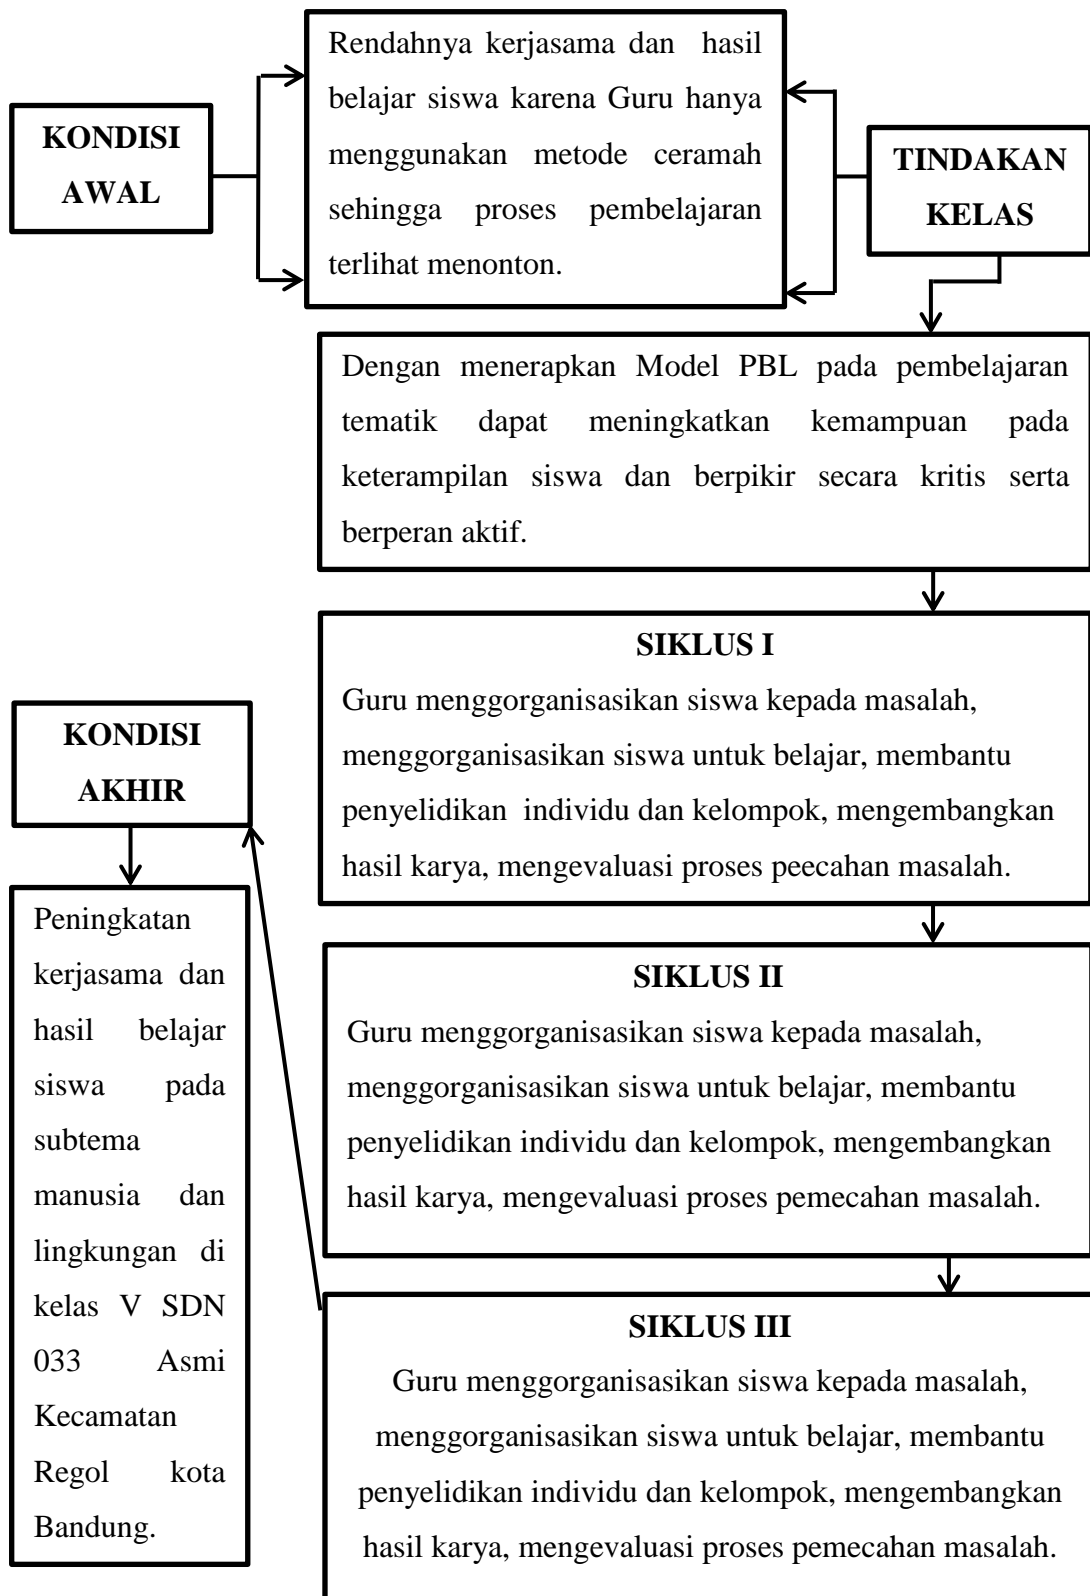 KONDISI
AWAL
Rendahnya kerjasama dan hasil
belajar siswa karena Guru hanya
menggunakan metode ceramah
sehingga proses pembelajaran
terlihat menonton.
TINDAKAN
KELAS
Dengan menerapkan Model PBL pada pembelajaran
tematik dapat meningkatkan kemampuan pada
keterampilan siswa dan berpikir secara kritis serta
berperan aktif.
SIKLUS I
Guru menggorganisasikan siswa kepada masalah,
menggorganisasikan siswa untuk belajar, membantu
penyelidikan individu dan kelompok, mengembangkan
hasil karya, mengevaluasi proses peecahan masalah.
SIKLUS II
Guru menggorganisasikan siswa kepada masalah,
menggorganisasikan siswa untuk belajar, membantu
penyelidikan individu dan kelompok, mengembangkan
hasil karya, mengevaluasi proses pemecahan masalah.
SIKLUS III
Guru menggorganisasikan siswa kepada masalah,
menggorganisasikan siswa untuk belajar, membantu
penyelidikan individu dan kelompok, mengembangkan
hasil karya, mengevaluasi proses pemecahan masalah.
KONDISI
AKHIR
Peningkatan
kerjasama dan
hasil belajar
siswa pada
subtema
manusia dan
lingkungan di
kelas V SDN
033 Asmi
Kecamatan
Regol kota
Bandung.